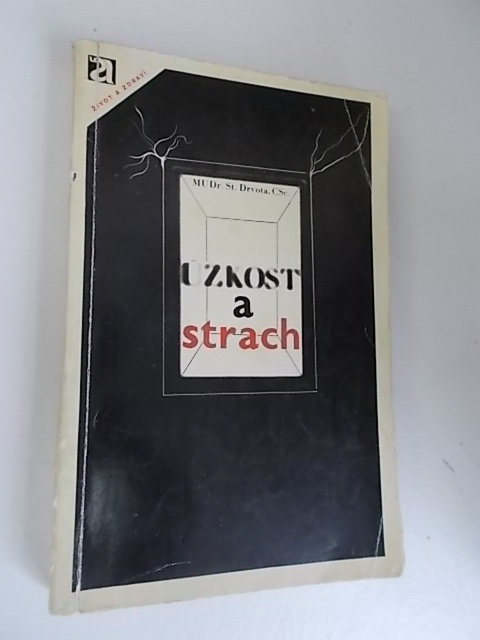 a
ŽIVOT A ZDRAVÍ
MUDr. St. Drvota, CSc
ÚZKOST
a
strach